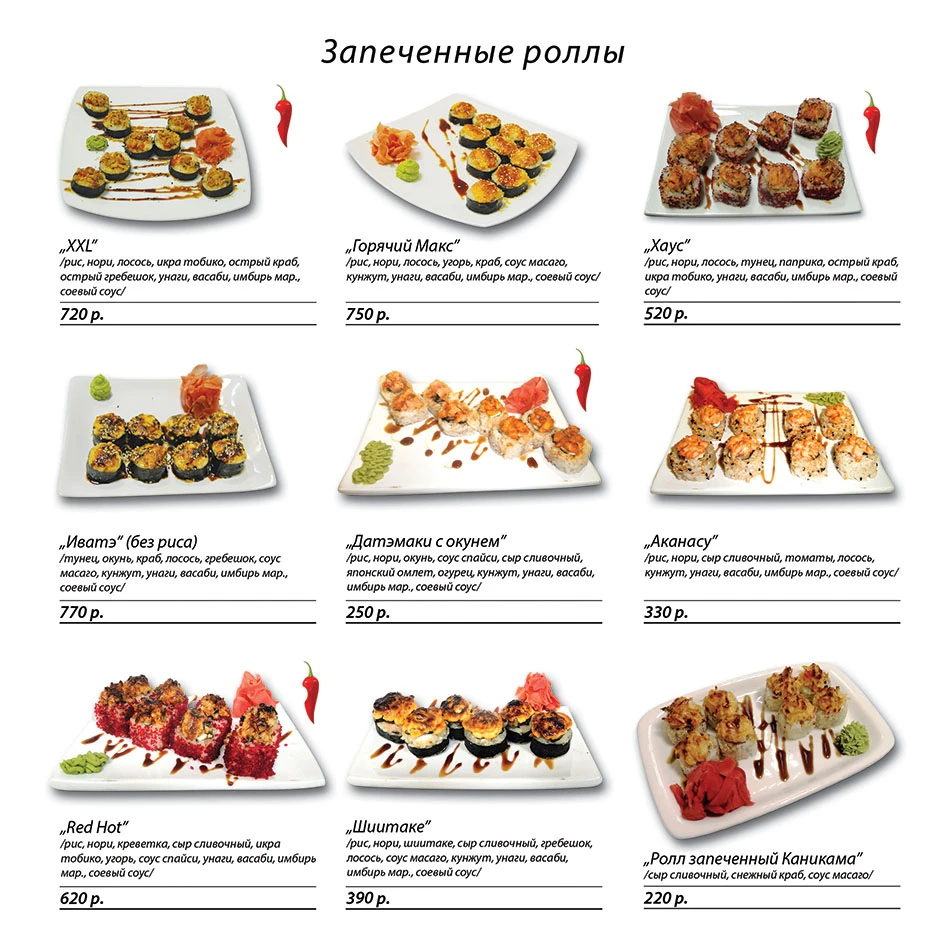 Запеченные роллы
„XXL”
/рис, нори, лосось, икра тобико, острый краб,
острый гребешок, унаги, васаби, имбирь мар.,
соевый соус/
720 р.
„Горячий Макс”
/рис, нори, лосось, угорь, краб, соус масаго,
кунжут, унаги, васаби, имбирь мар., соевый соус/
750 р.
„Хаус”
/рис, нори, лосось, тунец, паприка, острый краб,
икра тобико, унаги, васаби, имбирь мар., соевый
соус/
520 р.
„Иватэ” (без риса)
/тунец, окунь, краб, лосось, гребешок, соус
масаго, кунжут, унаги, васаби, имбирь мар.,
соевый соус/
770 р.
„Датэмаки с окунем”
/рис, нори, окунь, соус спайси, сыр сливочный,
японский омлет, огурец, кунжут, унаги, васаби,
имбирь мар., соевый соус/
250 р.
„Аканасу”
/рис, нори, сыр сливочный, томаты, лосось,
кунжут, унаги, васаби, имбирь мар., соевый соус/
330 р.
„Red Hot”
/рис, нори, креветка, сыр сливочный, икра
тобико, угорь, соус спайси, унаги, васаби, имбирь
мар., соевый соус/
620 р.
„Шиитаке”
/рис, нори, шиитаке, сыр сливочный, гребешок,
лосось, соус масаго, кунжут, унаги, васаби,
имбирь мар., соевый соус/
390 р.
„Ролл запеченный Каникама”
/сыр сливочный, снежный краб, соус масаго/
220 р.